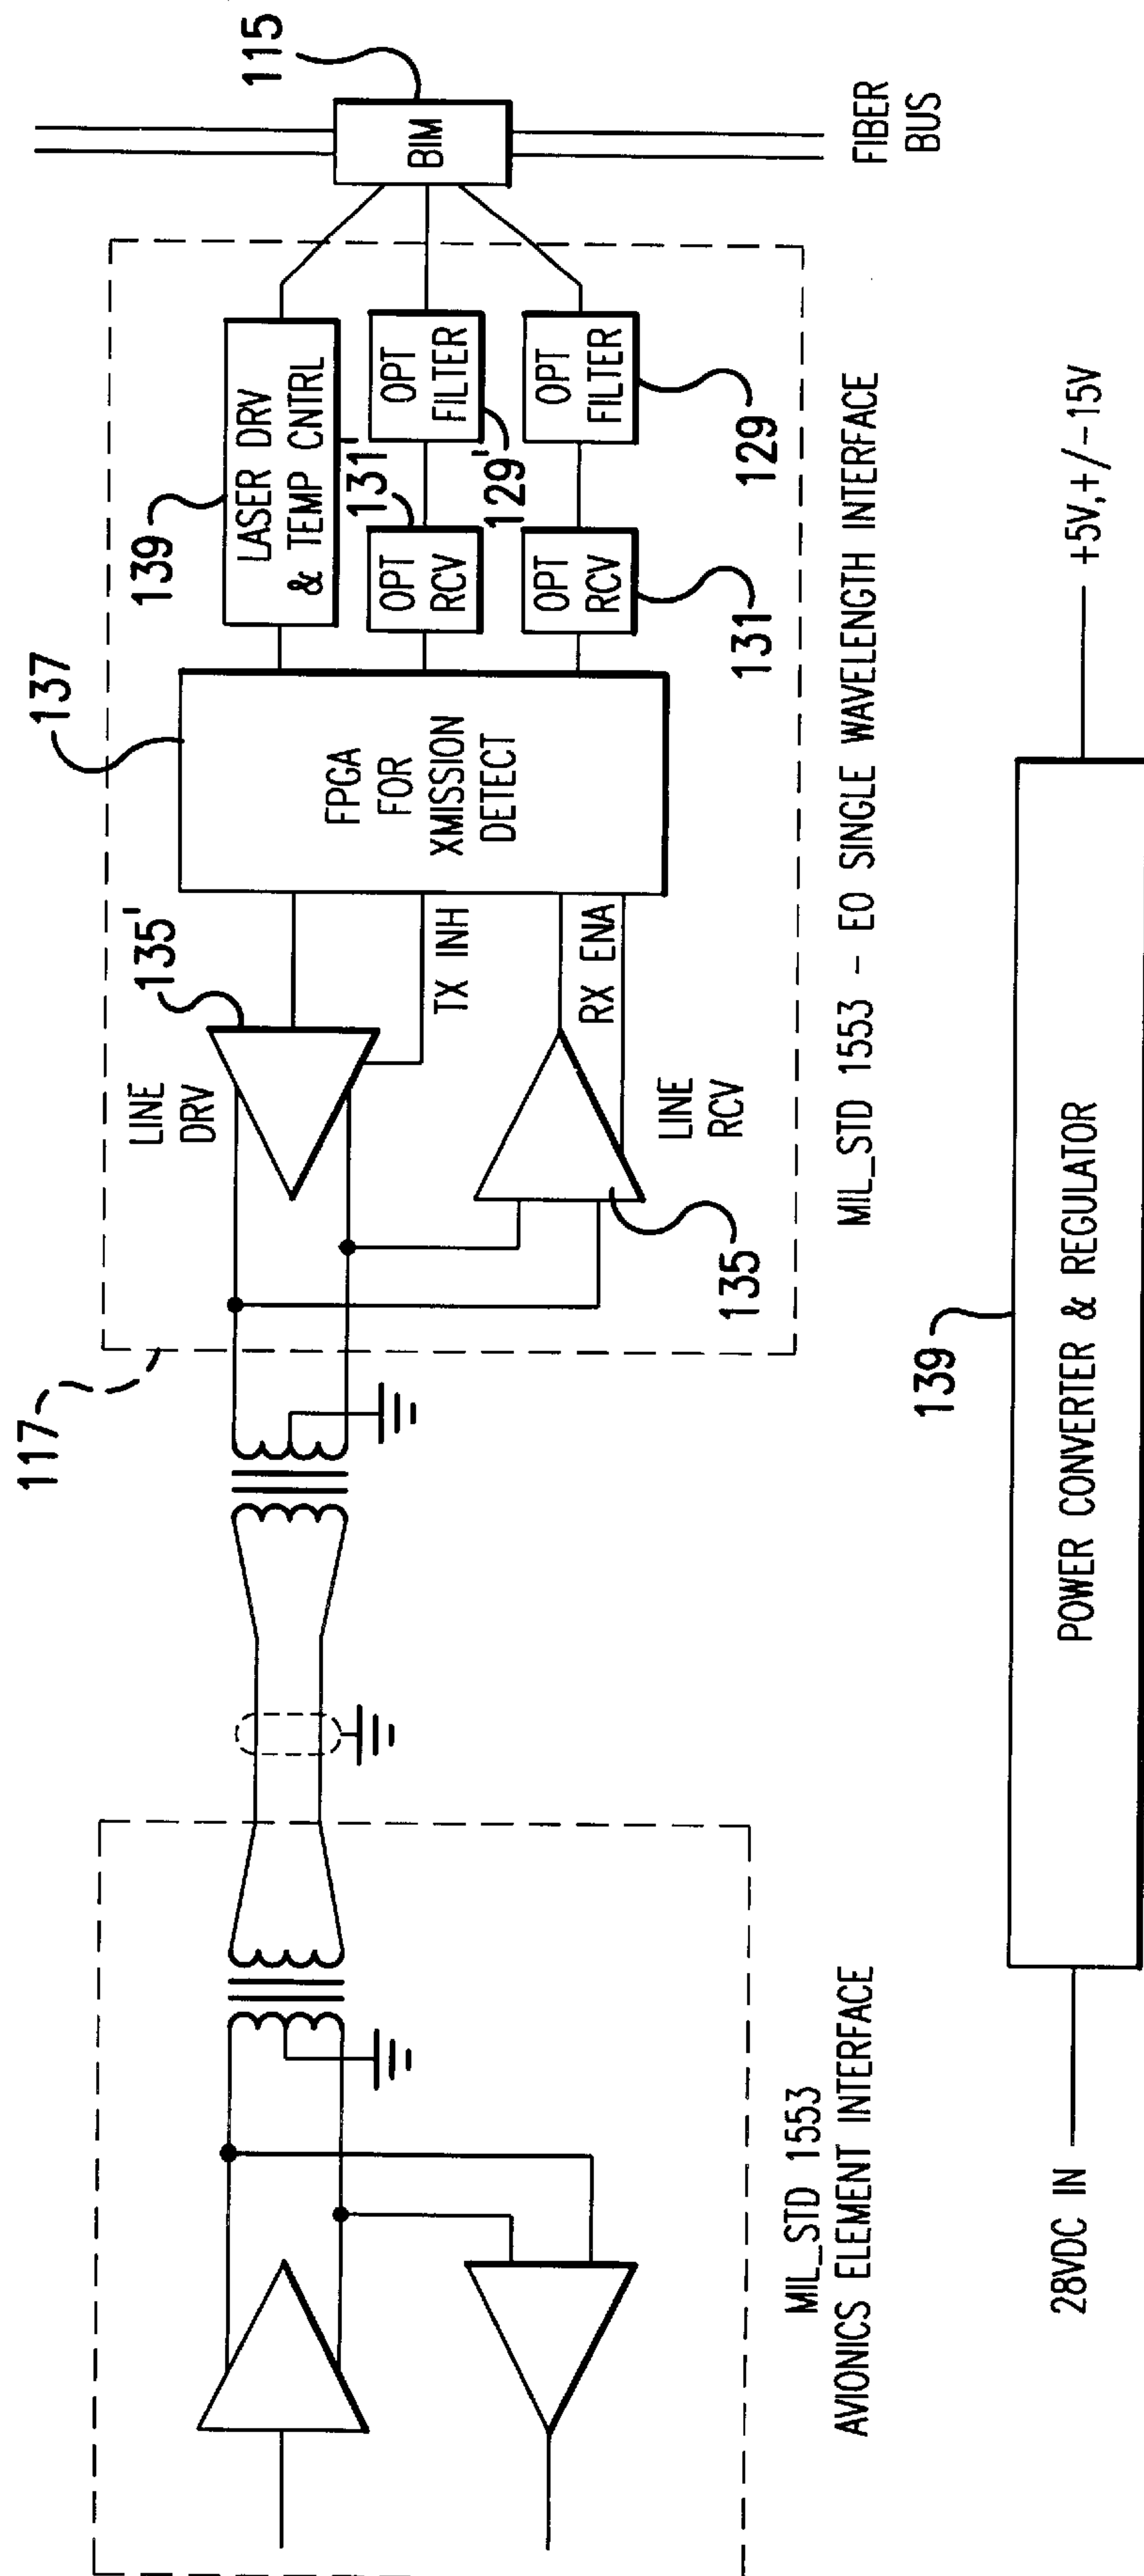 115
BIM
FIBER
BUS
139
LASER DRV
& TEMP CNTRL
131'
OPT
RCV
OPT
FILTER
129'
OPT
RCV
131
OPT
FILTER
129
137
FPGA
FOR
XMISSION
DETECT
135'
LINE
DRV
TX INH
RX ENA
LINE
RCV
135
117
MIL_STD 1553 - EO SINGLE WAVELENGTH INTERFACE
MIL_STD 1553
AVIONICS ELEMENT INTERFACE
28VDC IN
139
POWER CONVERTER & REGULATOR
+5V,+/-15V